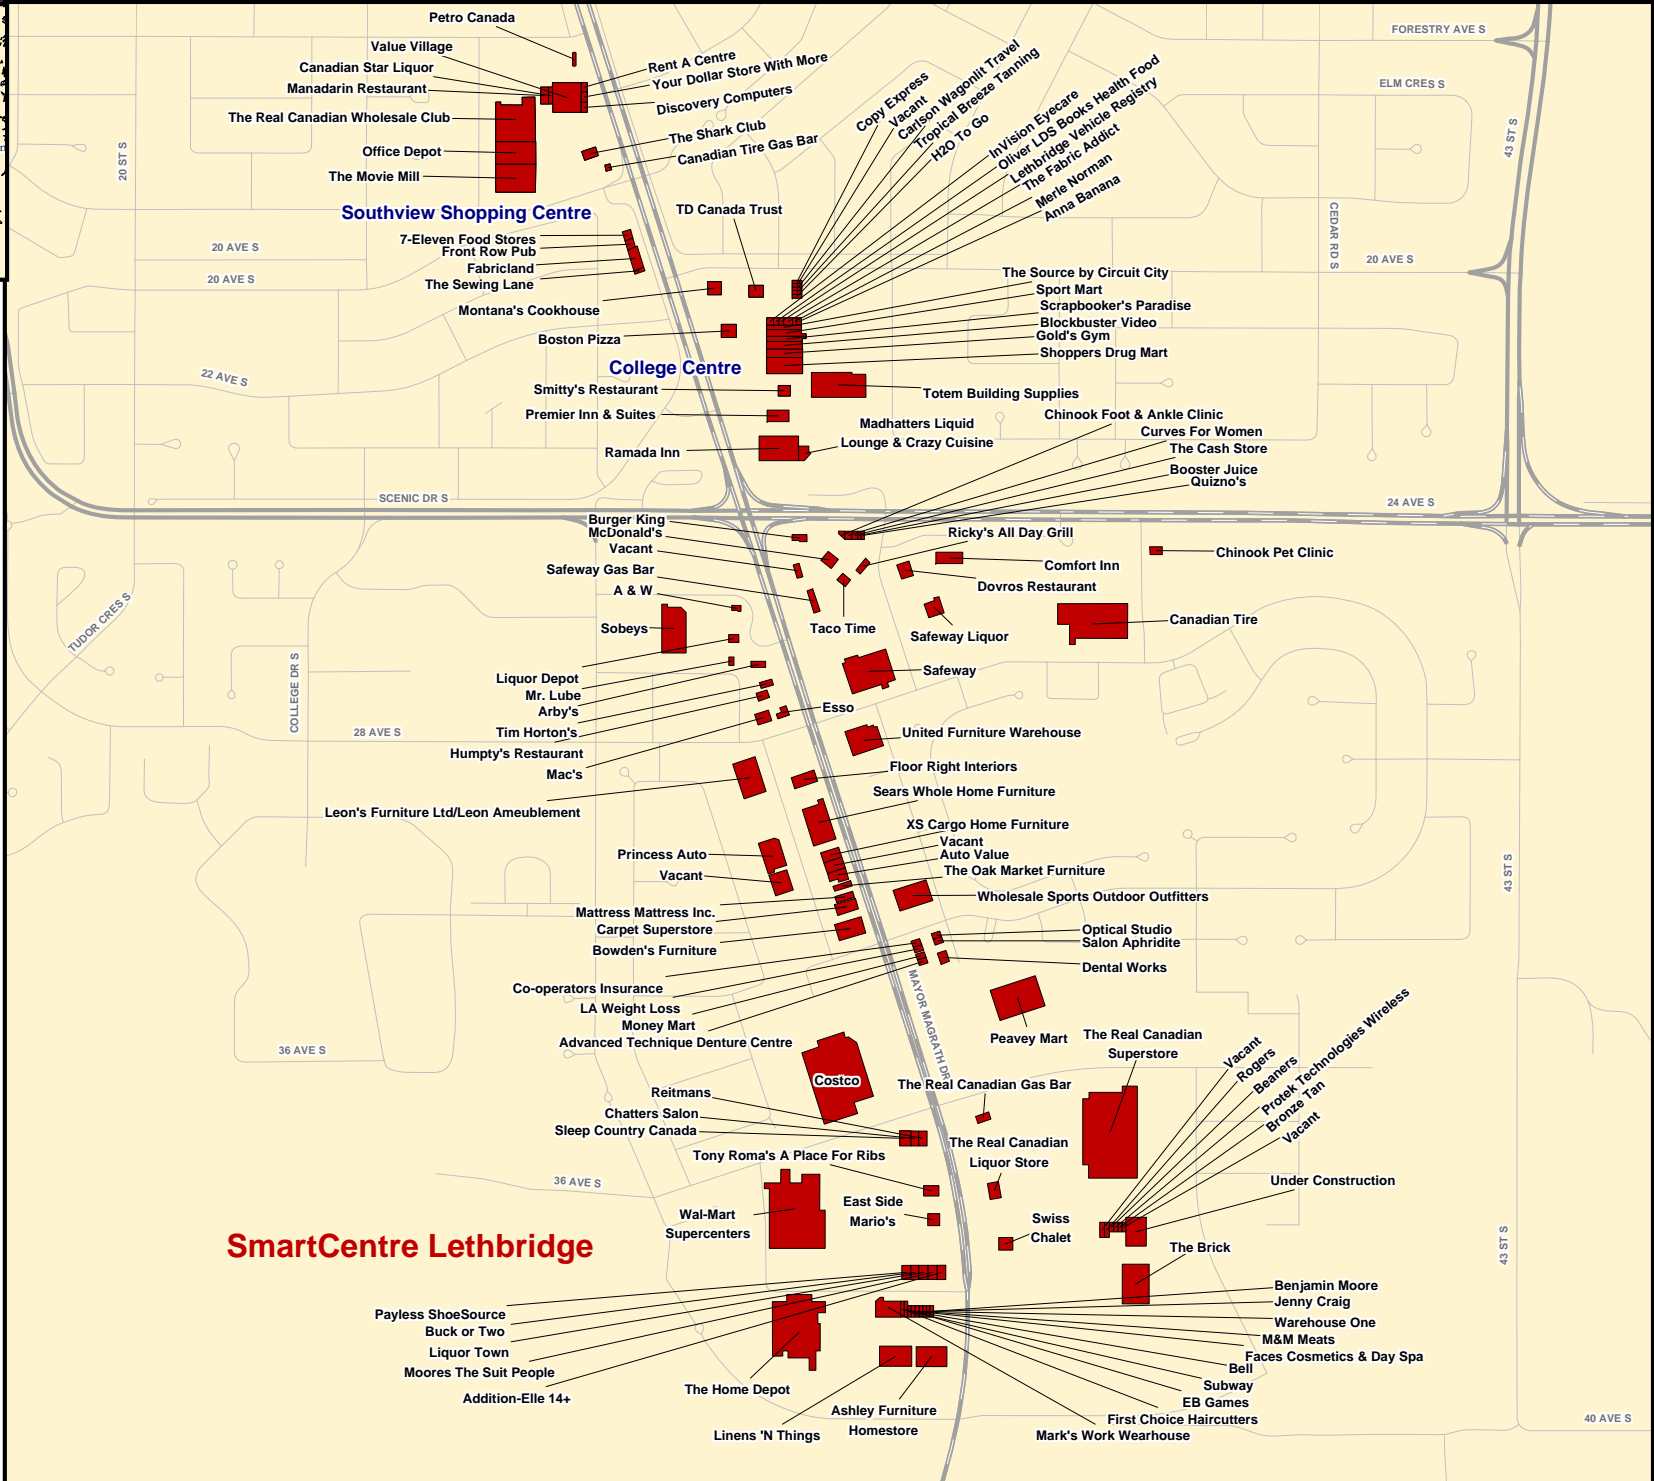 Petro Canada
Value Village
Canadian Star Liquor
Manadarin Restaurant
The Real Canadian Wholesale Club
Office Depot
The Movie Mill
Rent A Centre
Your Dollar Store With More
Discovery Computers
The Shark Club
Canadian Tire Gas Bar
Southview Shopping Centre
20 ST S
20 AVE S
20 AVE S
7-Eleven Food Stores
Front Row Pub
Fabricland
The Sewing Lane
TD Canada Trust
Montana's Cookhouse
Boston Pizza
College Centre
Copy Express
Vacant
Carlson Wagonlit Travel
Tropical Breeze Tanning
H2O To Go
InVision Eyecare
Oliver LDS Books Health Food
Lethbridge Vehicle Registry
The Fabric Addict
Merle Norman
Anna Banana
FORESTRY AVE S
ELM CRES S
43 ST S
CEDAR RD S
20 AVE S
The Source by Circuit City
Sport Mart
Scrapbooker's Paradise
Blockbuster Video
Gold's Gym
Shoppers Drug Mart
22 AVE S
Smitty's Restaurant
Totem Building Supplies
Premier Inn & Suites
Madhatters Liquid
Lounge & Crazy Cuisine
Ramada Inn
Chinook Foot & Ankle Clinic
Curves For Women
The Cash Store
Booster Juice
Quizno's
SCENIC DR S
24 AVE S
Burger King
McDonald's
Vacant
Safeway Gas Bar
A & W
Sobeys
Ricky's All Day Grill
Comfort Inn
Dovros Restaurant
Chinook Pet Clinic
Taco Time
Safeway Liquor
Canadian Tire
Safeway
TUDOR CRES S
COLLEGE DR S
28 AVE S
Liquor Depot
Mr. Lube
Arby's
Tim Horton's
Humpty's Restaurant
Mac's
Esso
United Furniture Warehouse
Floor Right Interiors
Leon's Furniture Ltd/Leon Ameublement
Sears Whole Home Furniture
XS Cargo Home Furniture
Vacant
Auto Value
The Oak Market Furniture
Princess Auto
Vacant
Wholesale Sports Outdoor Outfitters
43 ST S
Mattress Mattress Inc.
Carpet Superstore
Bowden's Furniture
Optical Studio
Salon Aphridite
Dental Works
Co-operators Insurance
LA Weight Loss
Money Mart
Advanced Technique Denture Centre
MAYOR MAGRATH DR
Peavey Mart
36 AVE S
Costco
The Real Canadian
Superstore
The Real Canadian Gas Bar
Vacant
Rogers
Beaners
Protek Technologies Wireless
Bronze Tan
Vacant
Reitmans
Chatters Salon
Sleep Country Canada
The Real Canadian
Liquor Store
Tony Roma's A Place For Ribs
36 AVE S
Under Construction
Wal-Mart
Supercenters
East Side
Mario's
Swiss
Chalet
The Brick
43 ST S
SmartCentre Lethbridge
Payless ShoeSource
Buck or Two
Liquor Town
Moores The Suit People
Addition-Elle 14+
Benjamin Moore
Jenny Craig
Warehouse One
M&M Meats
Faces Cosmetics & Day Spa
Bell
Subway
EB Games
First Choice Haircutters
Mark's Work Wearhouse
The Home Depot
Linens 'N Things
Ashley Furniture
Homestore
40 AVE S